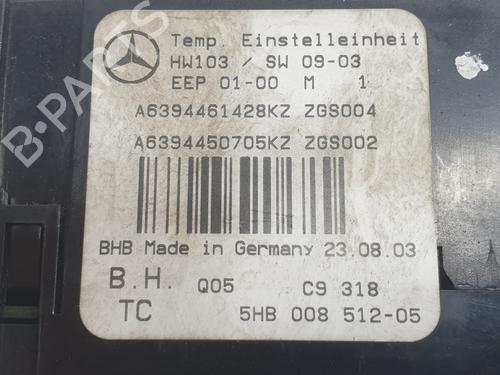 Temp. Einstelleinheit
HW103 / SW 09-03
EEP 01-00 M 1
A6394461428KZ ZGS004
A6394450705KZ ZGS002
BHB Made in Germany 23.08.03
B.H. Q05 C9 318
TC 5HB 008 512-05